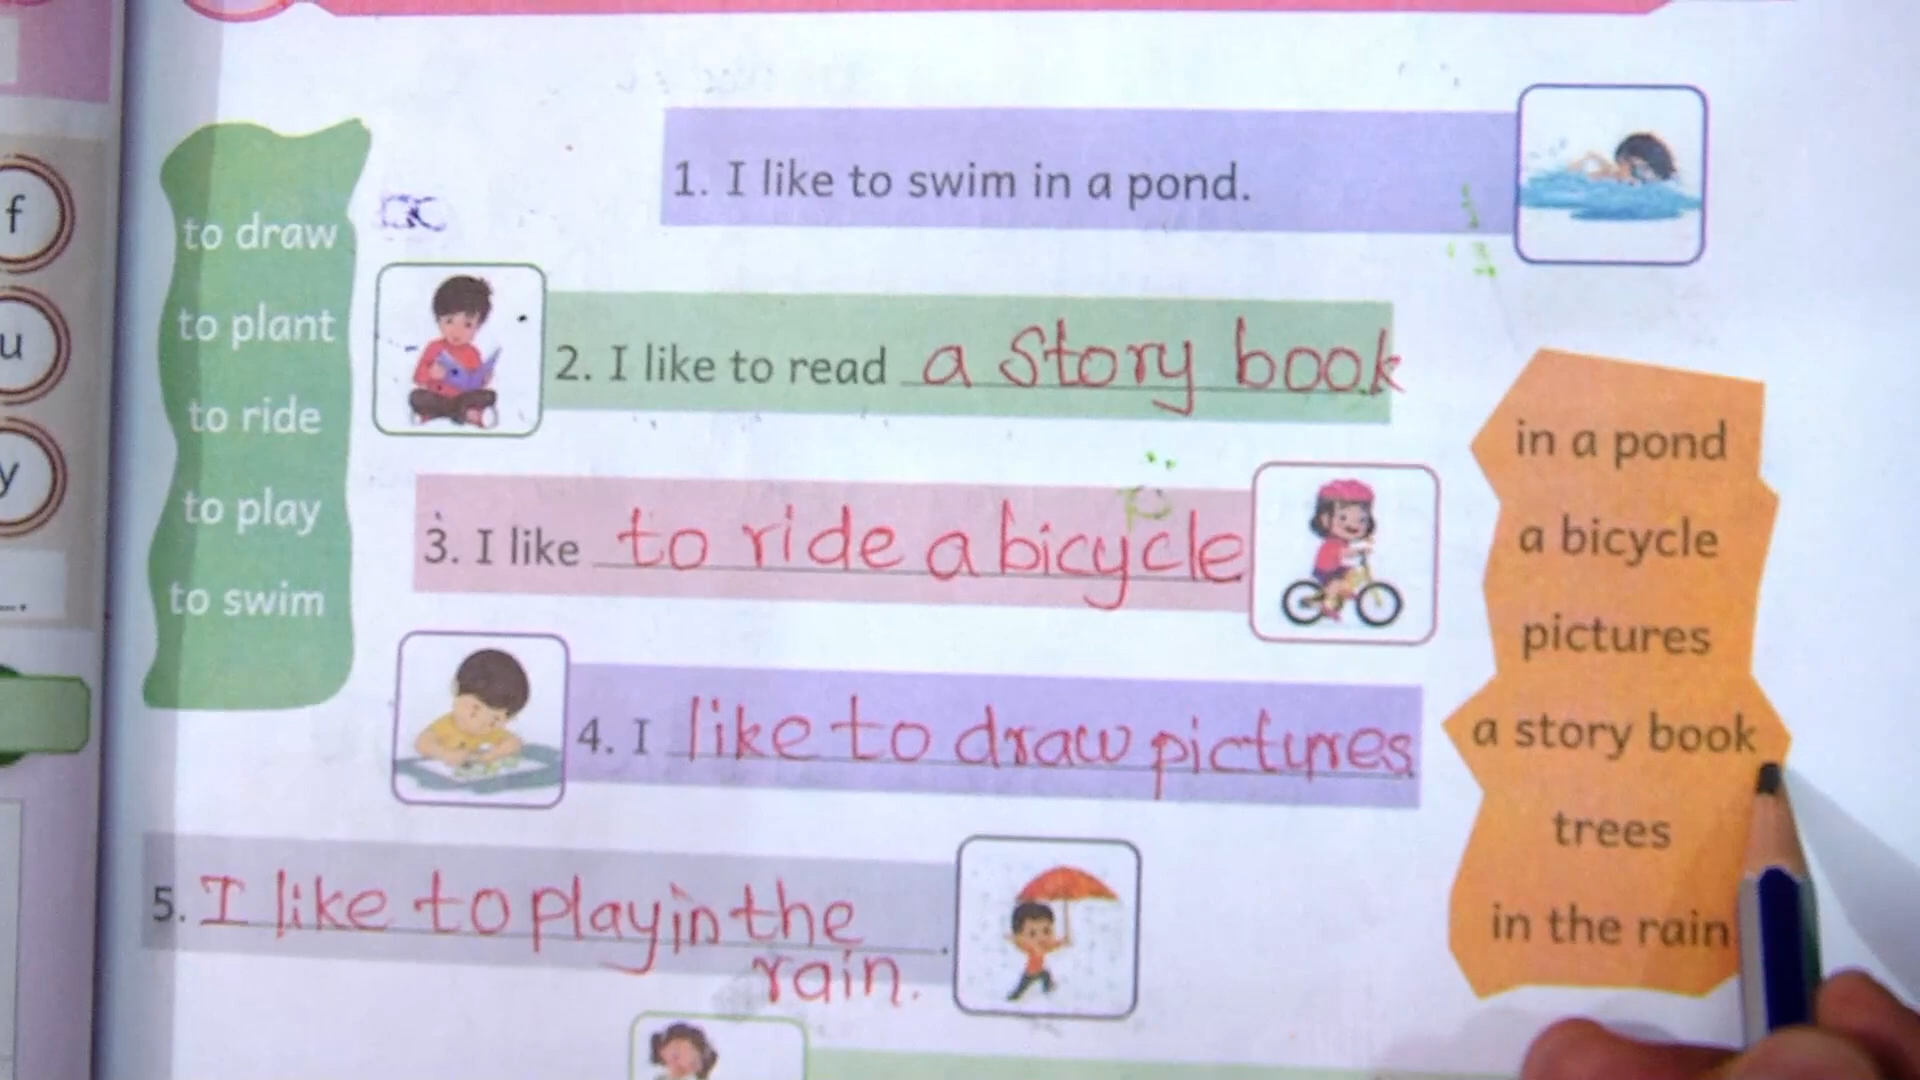 f
u
y
to draw
to plant
to ride
to play
to swim
1. I like to swim in a pond.
2. I like to read a story book
3. I like to ride a bicycle
4. I like to draw pictures
5. I like to play in the
rain.
in a pond
a bicycle
pictures
a story book
trees
in the rain